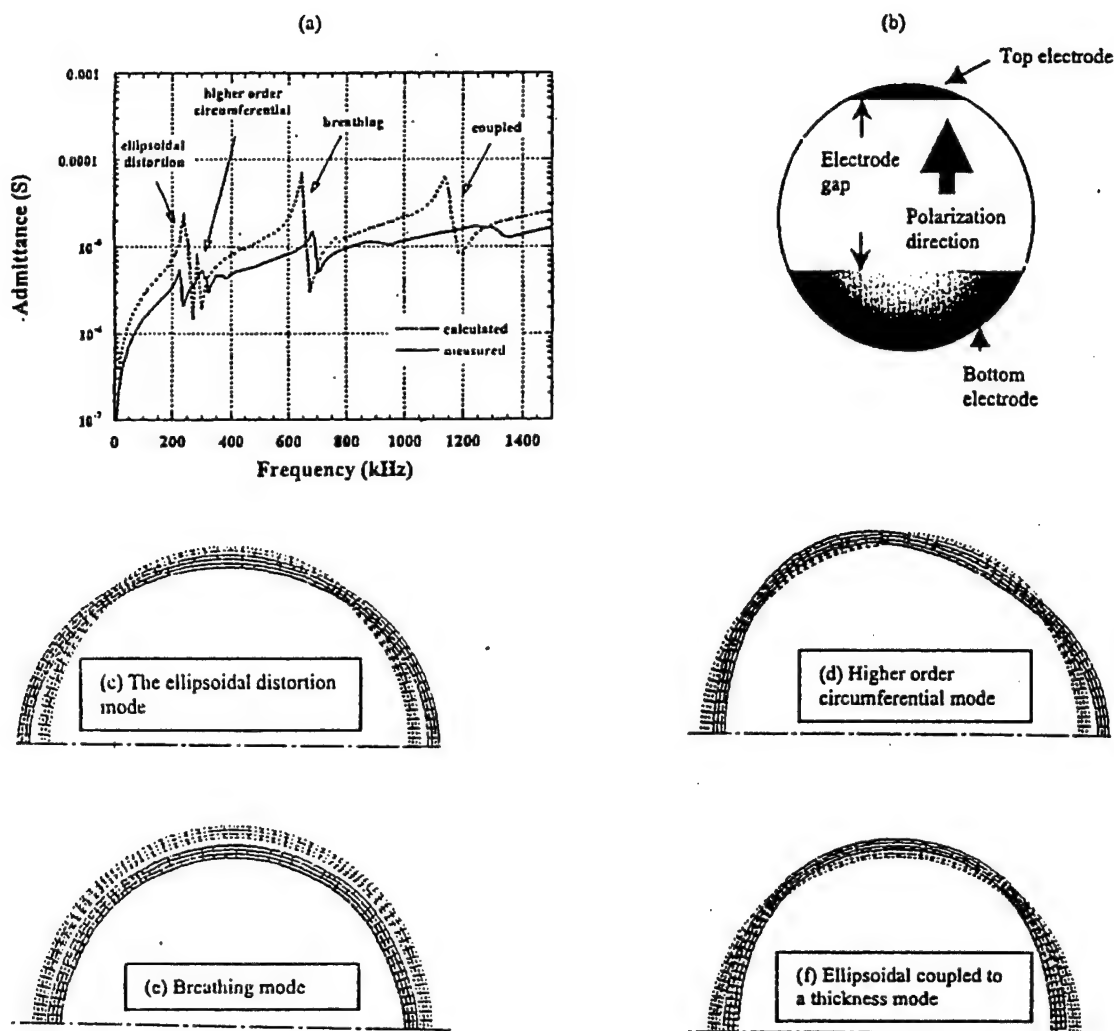 (a)
(b)
0.001
0.0001
10⁻⁷
Admittance (S)
ellipsoidal
distortion
higher order
circumferential
breathing
coupled
calculated
measured
0 200 400 600 800 1000 1200 1400
Frequency (kHz)
Top electrode
Electrode
gap
Polarization
direction
Bottom
electrode
(c) The ellipsoidal distortion
mode
(d) Higher order
circumferential mode
(e) Breathing mode
(f) Ellipsoidal coupled to
a thickness mode